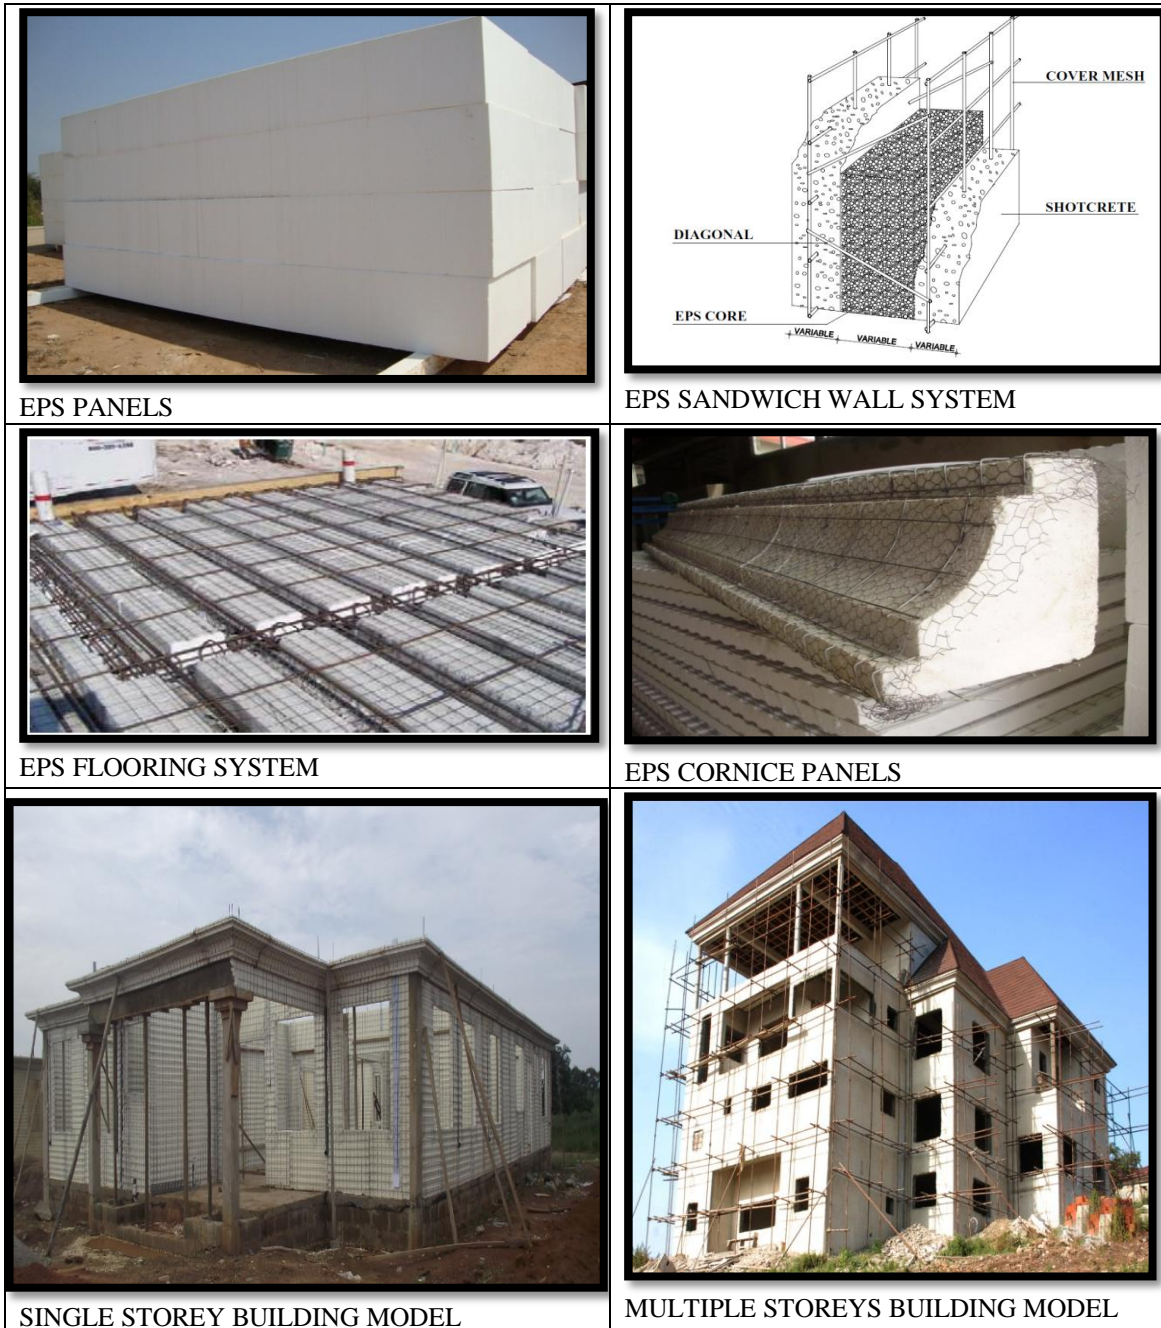 COVER MESH
SHOTCRETE
DIAGONAL
EPS CORE
VARIABLE
VARIABLE
VARIABLE
EPS PANELS
EPS SANDWICH WALL SYSTEM
EPS FLOORING SYSTEM
EPS CORNICE PANELS
SINGLE STOREY BUILDING MODEL
MULTIPLE STOREYS BUILDING MODEL